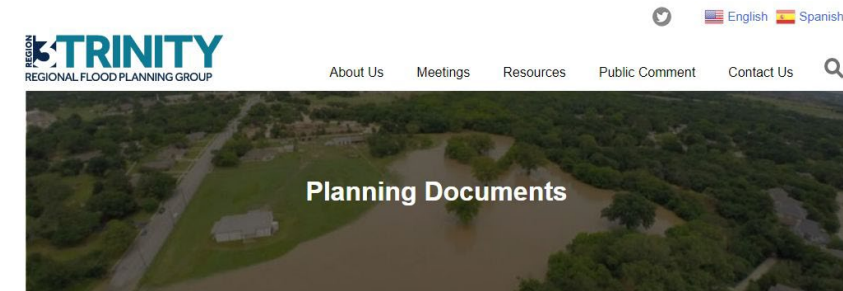 English Spanish
REGION 3 TRINITY
REGIONAL FLOOD PLANNING GROUP
About Us Meetings Resources Public Comment Contact Us
Planning Documents